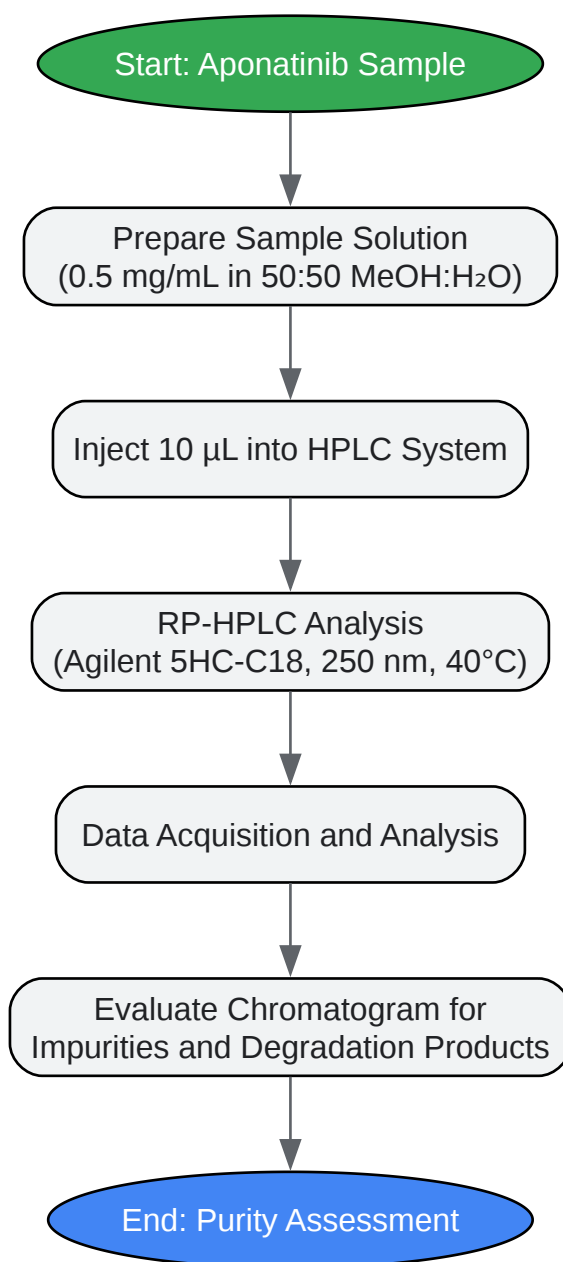 Start: Aponatinib Sample
Prepare Sample Solution
(0.5 mg/mL in 50:50 MeOH:H₂O)
Inject 10 µL into HPLC System
RP-HPLC Analysis
(Agilent 5HC-C18, 250 nm, 40°C)
Data Acquisition and Analysis
Evaluate Chromatogram for
Impurities and Degradation Products
End: Purity Assessment